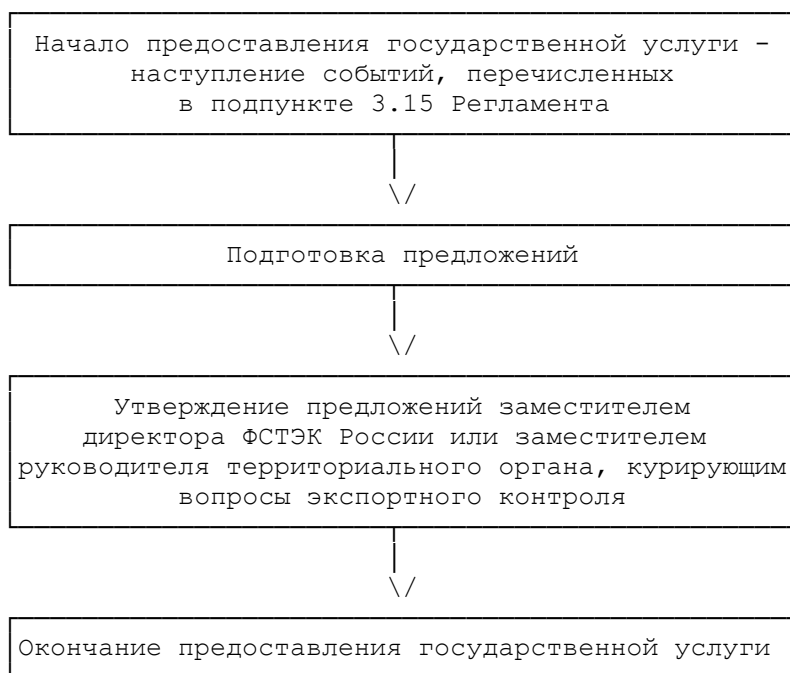 Начало предоставления государственной услуги -
наступление событий, перечисленных
в подпункте 3.15 Регламента
\/
Подготовка предложений
\/
Утверждение предложений заместителем
директора ФСТЭК России или заместителем
руководителя территориального органа, курирующим
вопросы экспортного контроля
\/
Окончание предоставления государственной услуги